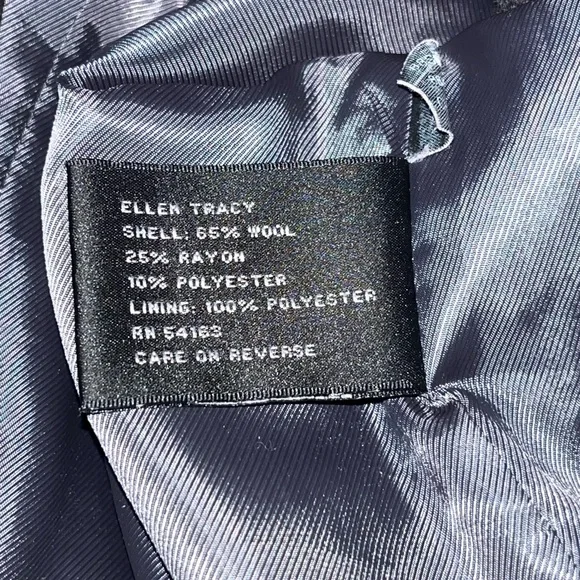 ELLEN TRACY
SHELL: 65% WOOL
25% RAYON
10% POLYESTER
LINING: 100% POLYESTER
RN 54163
CARE ON REVERSE